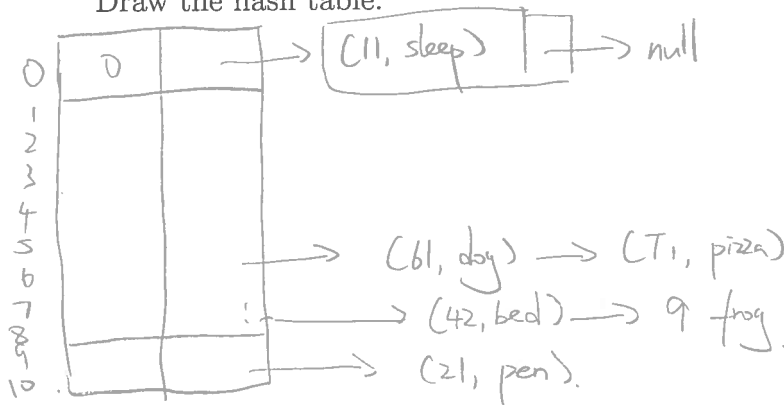 Draw the hash table.
0 0 (11, sleep) null
1
2
3
4
5 (61, dog) (71, pizza)
6
7 (42, bed) 9 frog
8
9
10 (21, pen).